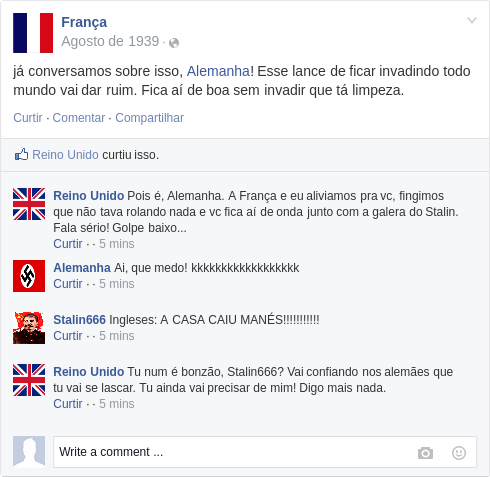 França
Agosto de 1939 ·
já conversamos sobre isso, Alemanha! Esse lance de ficar invadindo todo
mundo vai dar ruim. Fica aí de boa sem invadir que tá limpeza.
Curtir · Comentar · Compartilhar
Reino Unido curtiu isso.
Reino Unido Pois é, Alemanha. A França e eu aliviamos pra vc, fingimos
que não tava rolando nada e vc fica aí de onda junto com a galera do Stalin.
Fala sério! Golpe baixo...
Curtir · · 5 mins
Alemanha Ai, que medo! kkkkkkkkkkkkkkkkkk
Curtir · · 5 mins
Stalin666 Ingleses: A CASA CAIU MANÉS!!!!!!!!!!!
Curtir · · 5 mins
Reino Unido Tu num é bonzão, Stalin666? Vai confiando nos alemães que
tu vai se lascar. Tu ainda vai precisar de mim! Digo mais nada.
Curtir · · 5 mins
Write a comment ...